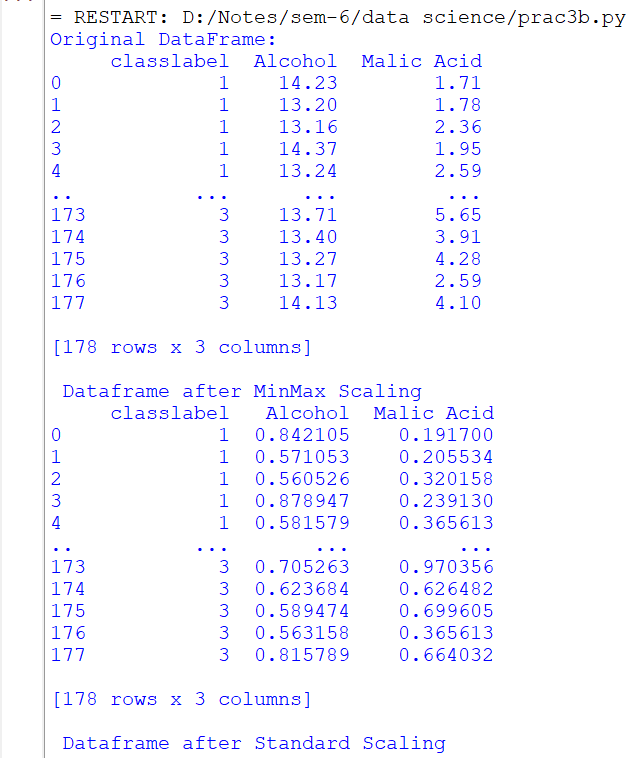 = RESTART: D:/Notes/sem-6/data science/prac3b.py
Original DataFrame:
     classlabel  Alcohol  Malic Acid
0             1    14.23        1.71
1             1    13.20        1.78
2             1    13.16        2.36
3             1    14.37        1.95
4             1    13.24        2.59
..          ...      ...         ...
173           3    13.71        5.65
174           3    13.40        3.91
175           3    13.27        4.28
176           3    13.17        2.59
177           3    14.13        4.10

[178 rows x 3 columns]

 Dataframe after MinMax Scaling
     classlabel   Alcohol  Malic Acid
0             1  0.842105    0.191700
1             1  0.571053    0.205534
2             1  0.560526    0.320158
3             1  0.878947    0.239130
4             1  0.581579    0.365613
..          ...       ...         ...
173           3  0.705263    0.970356
174           3  0.623684    0.626482
175           3  0.589474    0.699605
176           3  0.563158    0.365613
177           3  0.815789    0.664032

[178 rows x 3 columns]

 Dataframe after Standard Scaling